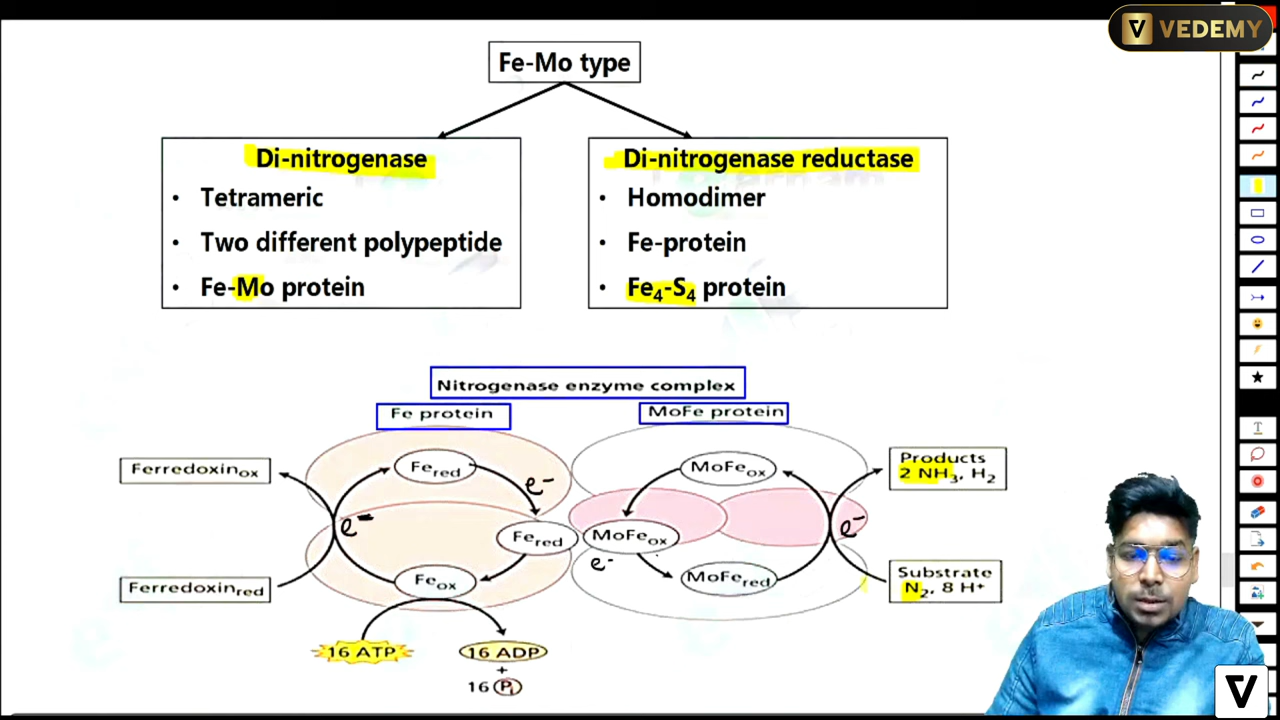 VEDEMY
Fe-Mo type
Di-nitrogenase
• Tetrameric
• Two different polypeptide
• Fe-Mo protein
Di-nitrogenase reductase
• Homodimer
• Fe-protein
• Fe4-S4 protein
Nitrogenase enzyme complex
Fe protein
MoFe protein
Ferredoxinox
Ferredoxinred
e-
Fered
e-
Fered
Feox
16 ATP
16 ADP
+
16 Pi
MoFeox
MoFeox
e-
MoFered
e-
Products
2 NH3, H2
Substrate
N2, 8 H+
T
V